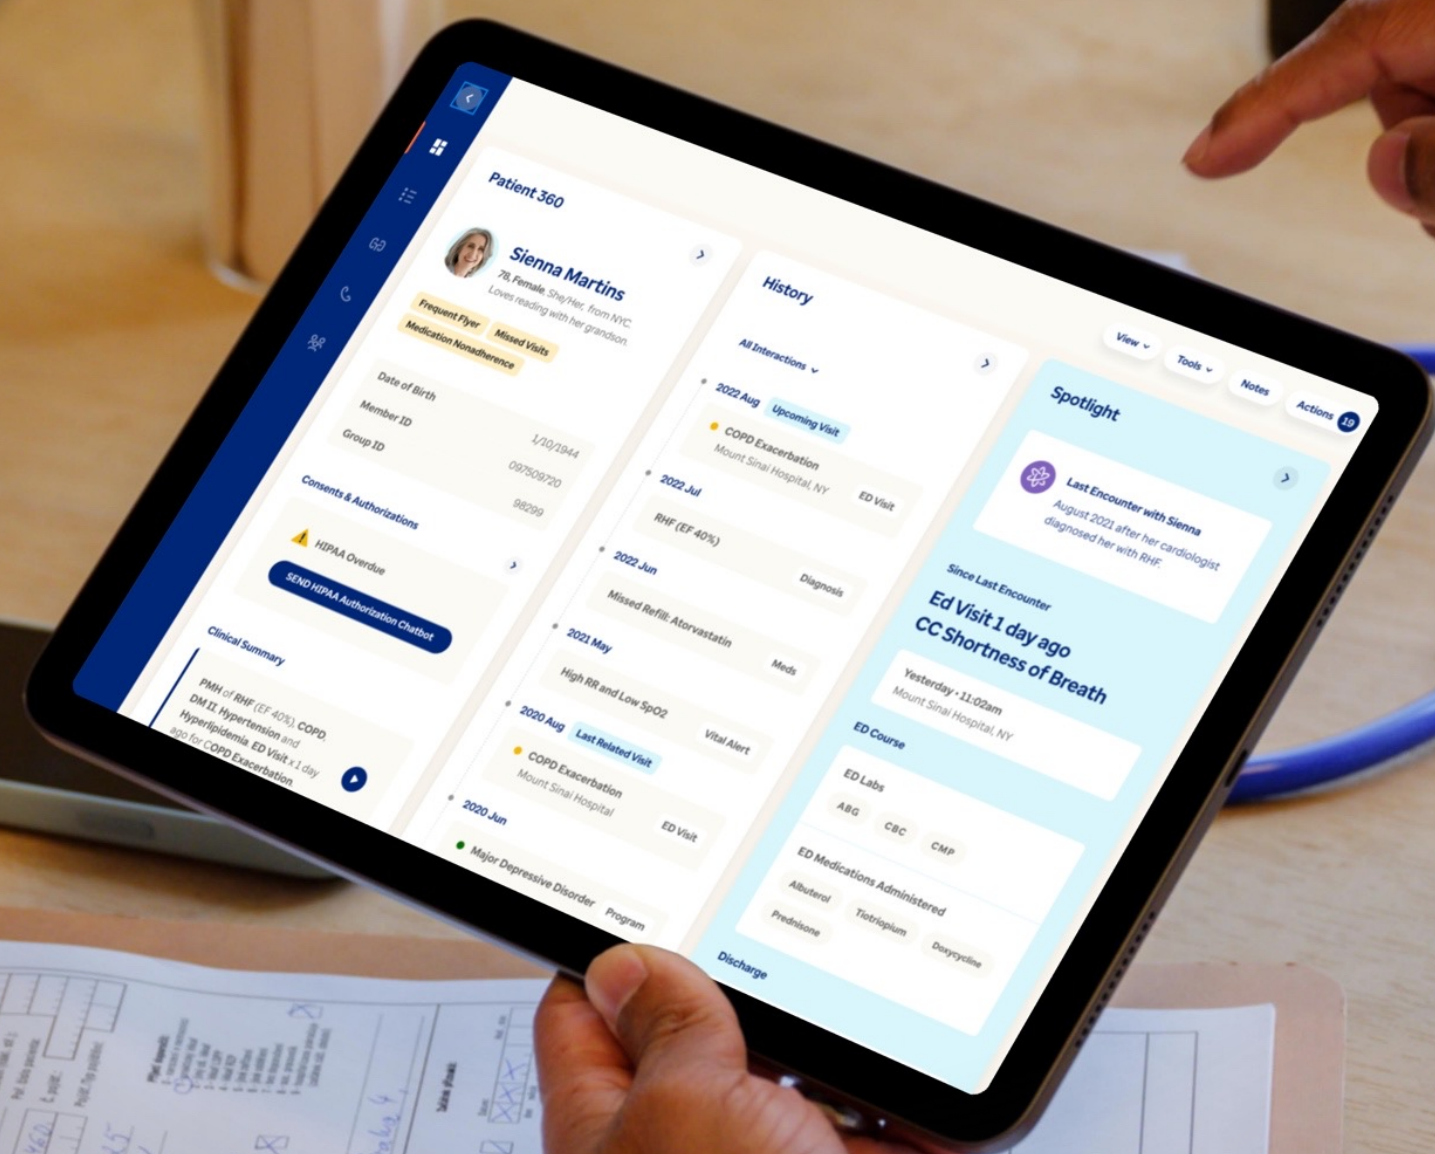 Patient 360
Sienna Martins
78, Female, She/Her, from NYC.
Loves reading with her grandson.
Frequent Flyer
Missed Visits
Medication Nonadherence
Date of Birth
1/10/1944
Member ID
097509720
Group ID
98299
Consents & Authorizations
HIPAA Overdue
SEND HIPAA Authorization Chatbot
Clinical Summary
PMH of RHF (EF 40%), COPD,
DM II, Hypertension and
Hyperlipidemia. ED Visit x 1 day
ago for COPD Exacerbation
History
All Interactions
2022 Aug
Upcoming Visit
COPD Exacerbation
Mount Sinai Hospital, NY
ED Visit
2022 Jul
RHF (EF 40%)
Diagnosis
2022 Jun
Missed Refill: Atorvastatin
Meds
2021 May
High RR and Low SpO2
Vital Alert
2020 Aug
Last Related Visit
COPD Exacerbation
Mount Sinai Hospital
ED Visit
2020 Jun
Major Depressive Disorder
Program
View
Tools
Notes
Actions 19
Spotlight
Last Encounter with Sienna
August 2021 after her cardiologist
diagnosed her with RHF.
Since Last Encounter
Ed Visit 1 day ago
CC Shortness of Breath
Yesterday • 11:02am
Mount Sinai Hospital, NY
ED Course
ED Labs
ABG
CBC
CMP
ED Medications Administered
Albuterol
Tiotriopium
Doxycycline
Prednisone
Discharge